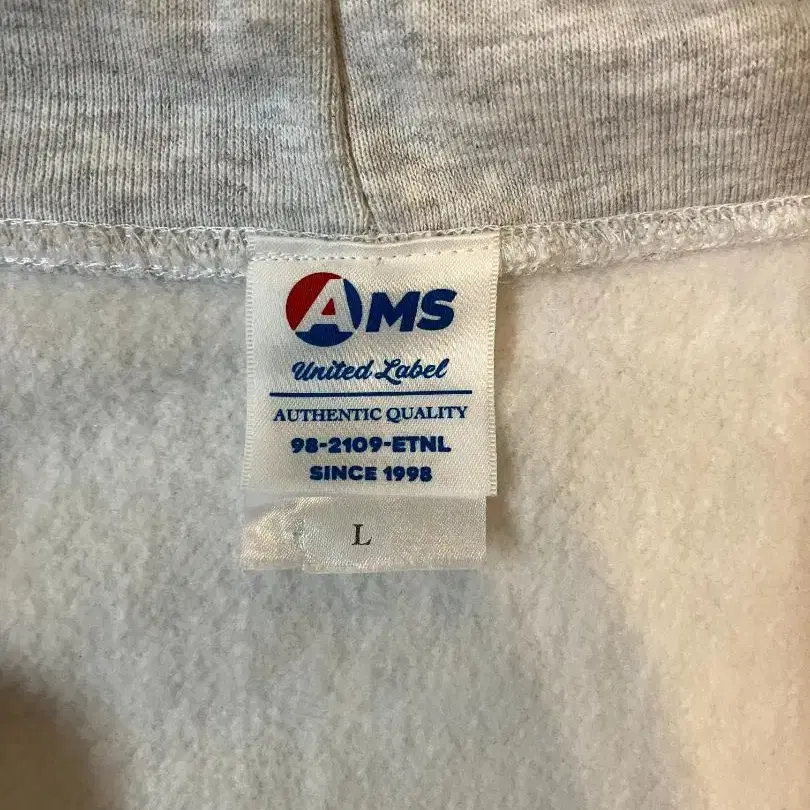 AMS
United Label
AUTHENTIC QUALITY
98-2109-ETNL
SINCE 1998
L